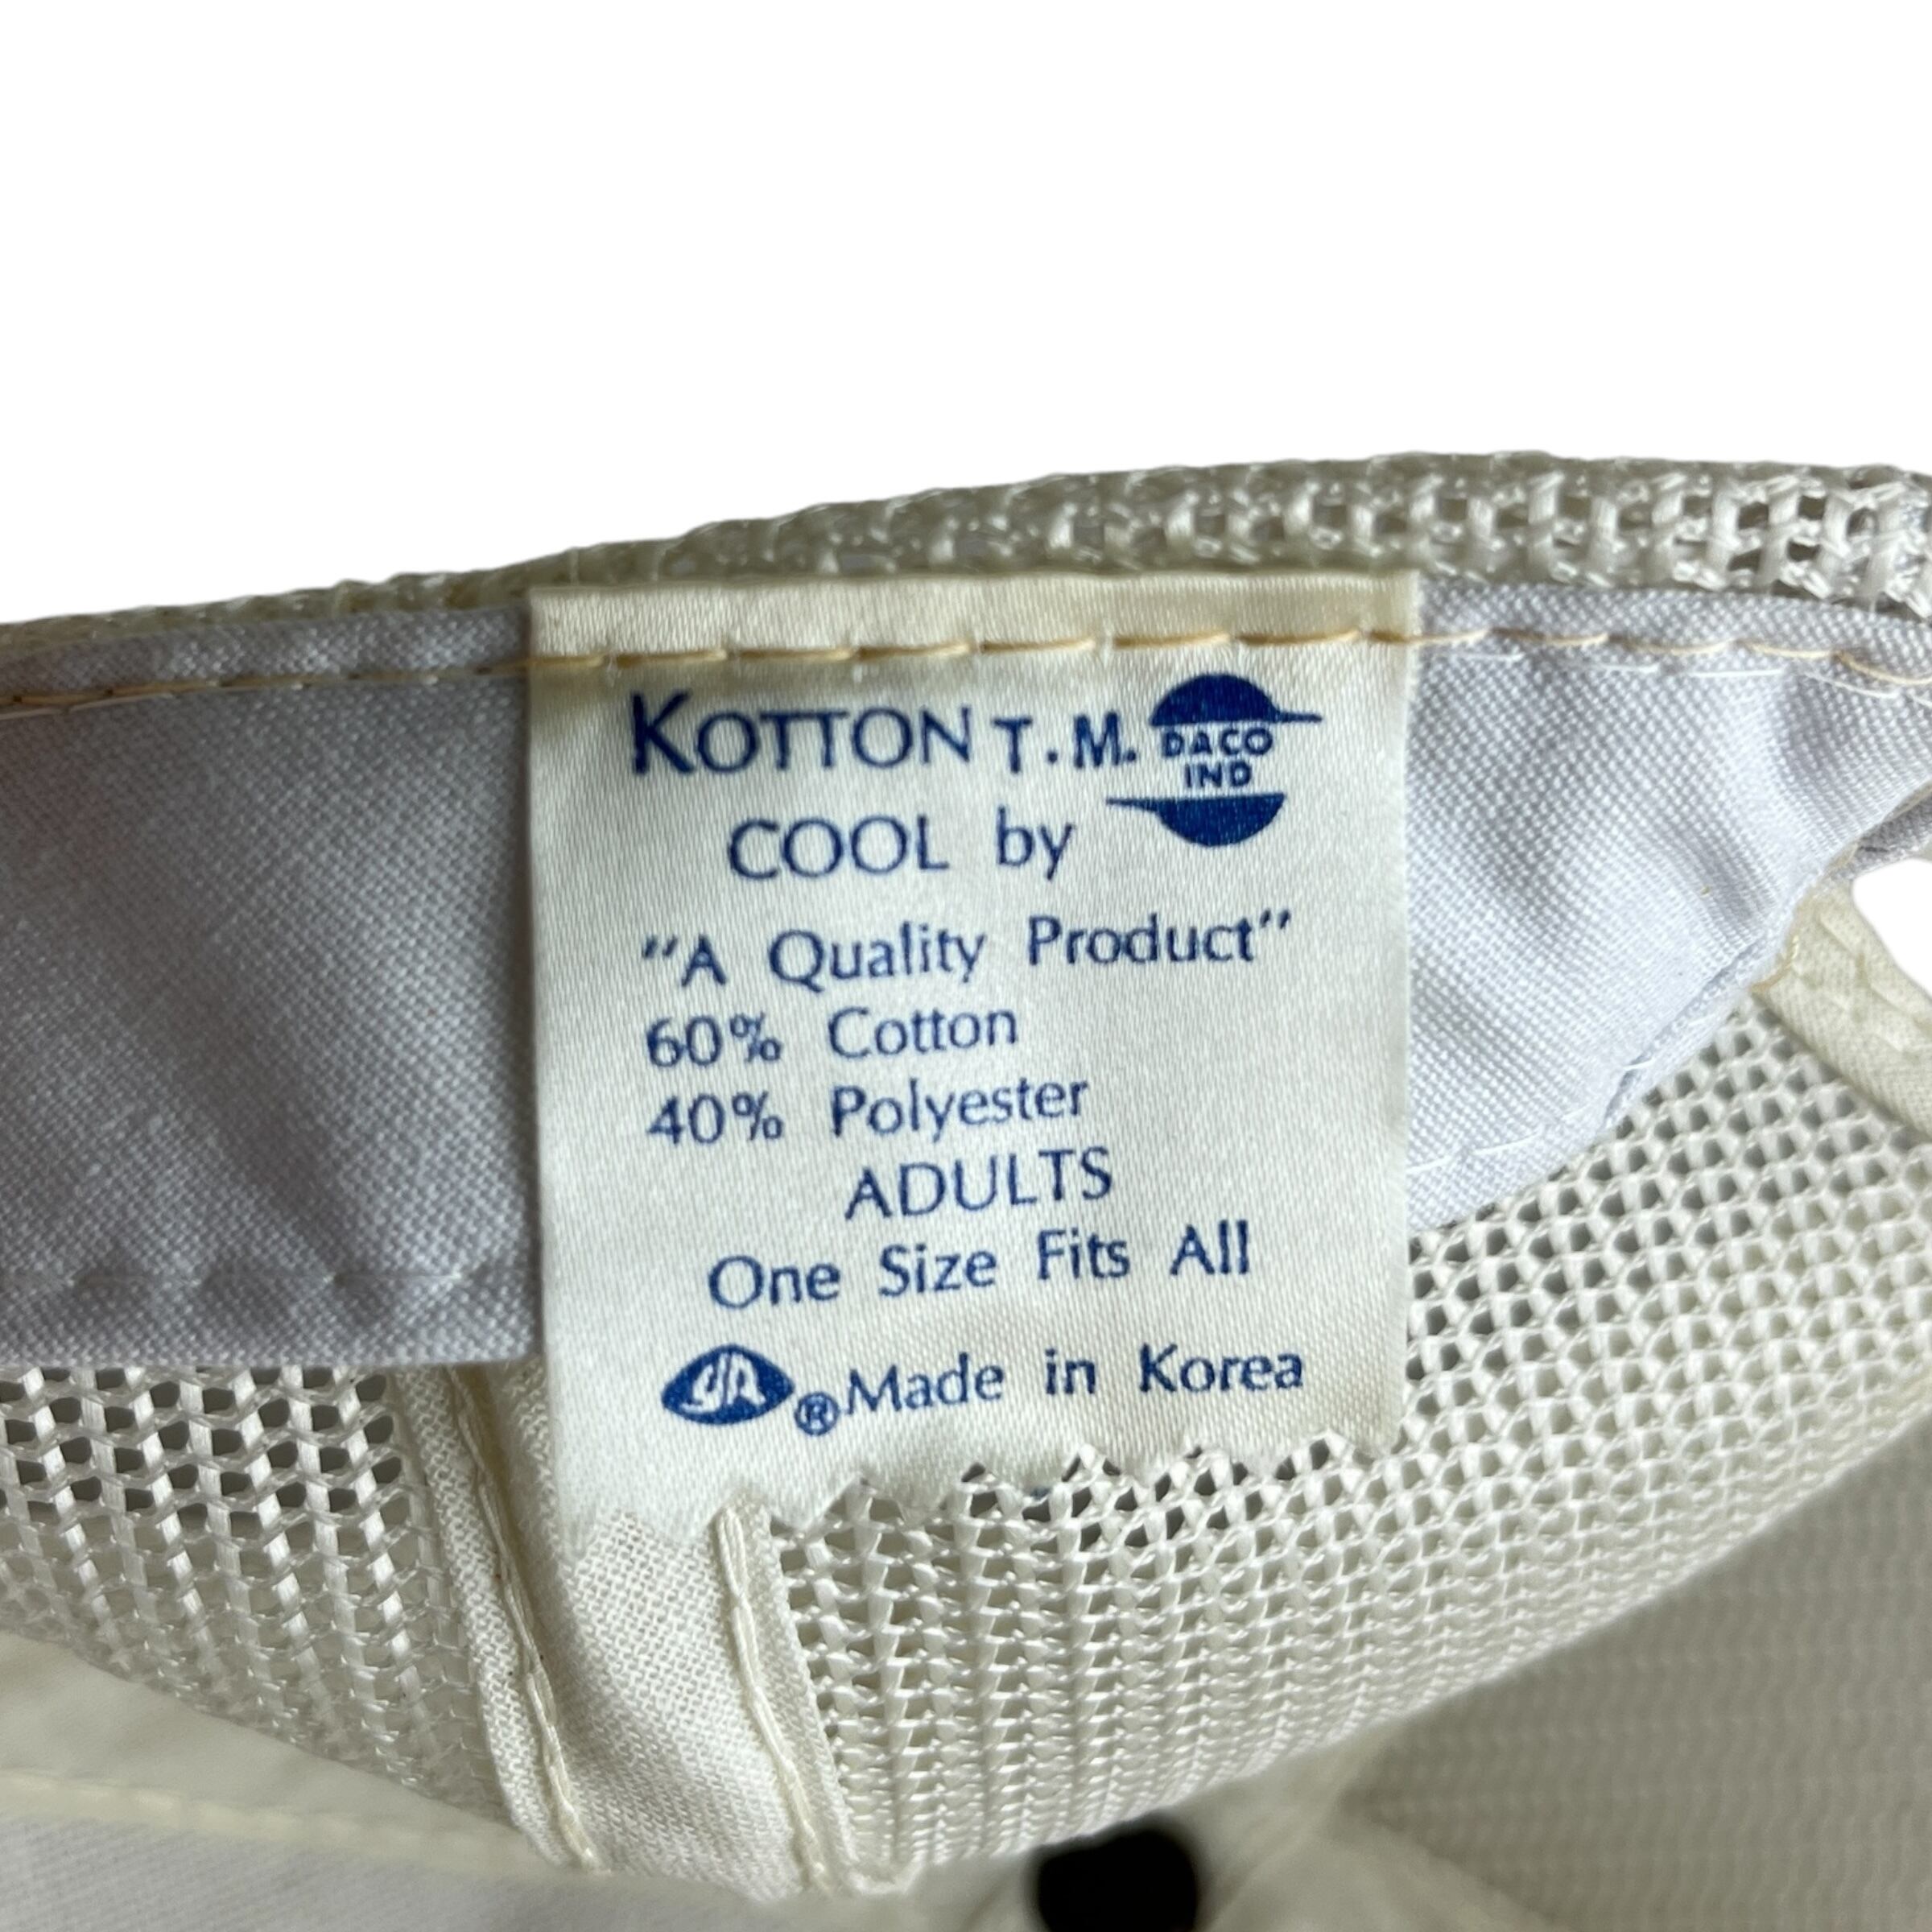 KOTTON T.M.
DACO
IND
COOL by
"A Quality Product"
60% Cotton
40% Polyester
ADULTS
One Size Fits All
YA ® Made in Korea